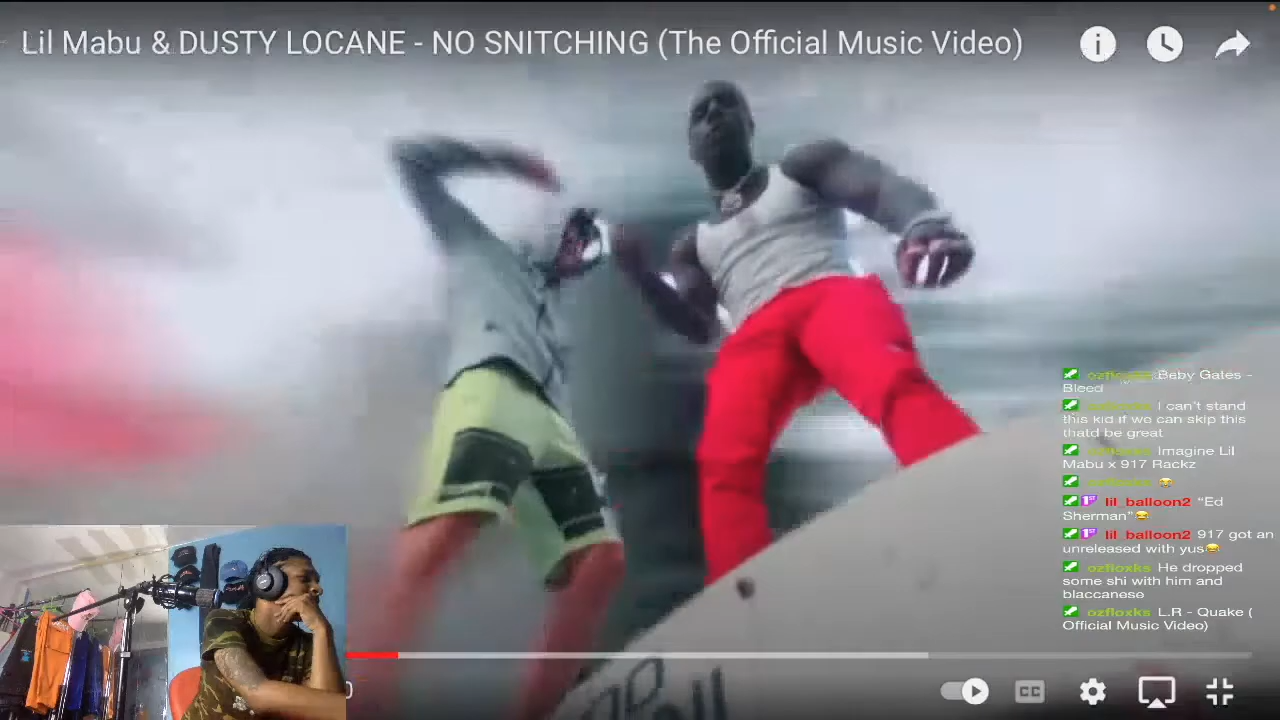 Lil Mabu & DUSTY LOCANE - NO SNITCHING (The Official Music Video)
Baby Gates -
Bleed
I can't stand
this kid if we can skip this
thatd be great
Imagine Lil
Mabu x 917 Rackz
lil_balloon2 "Ed
Sherman"😂
lil_balloon2 917 got an
unreleased with yus😂
ozfloxks He dropped
some shi with him and
blaccanese
ozfloxks L.R - Quake (
Official Music Video)
CC